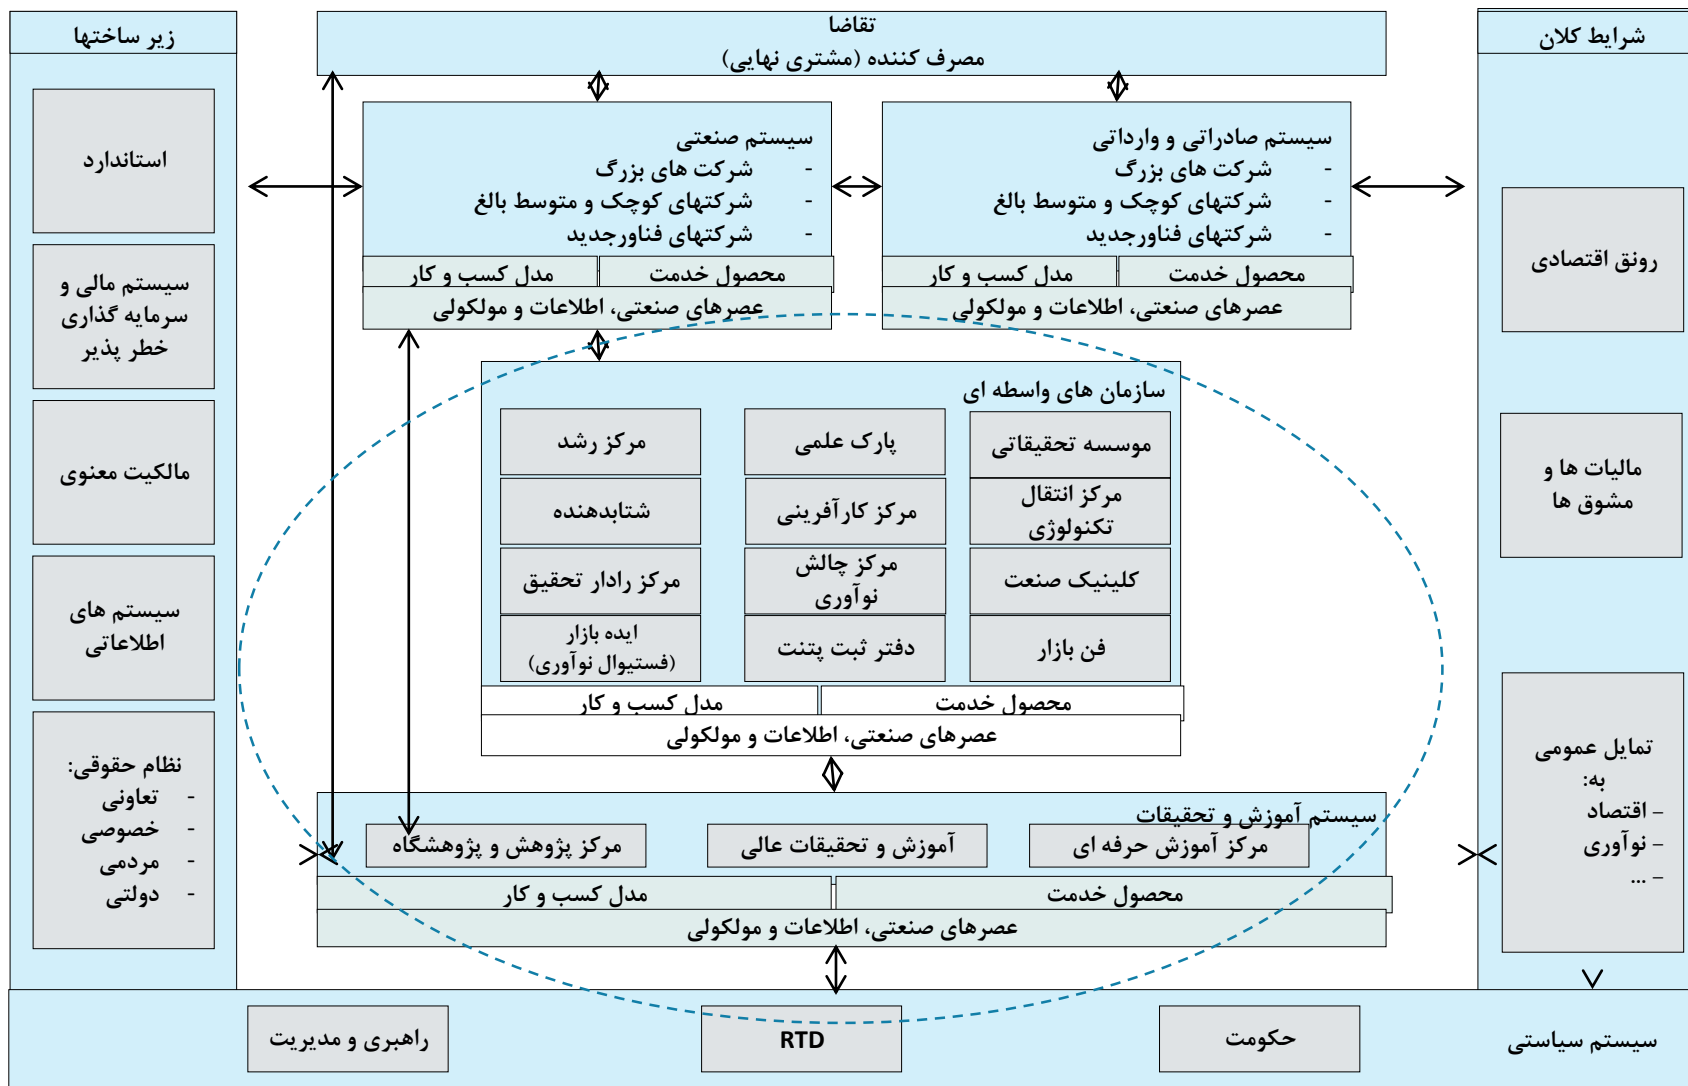 تقاضا
مصرف کننده (مشتری نهایی)
شرایط کلان
رونق اقتصادی
مالیات ها و
مشوق ها
تمایل عمومی
به:
– اقتصاد
– نوآوری
– ...
سیستم صادراتی و وارداتی
- شرکت های بزرگ
- شرکتهای کوچک و متوسط بالغ
- شرکتهای فناورجدید
محصول خدمت
مدل کسب و کار
عصرهای صنعتی، اطلاعات و مولکولی
سیستم صنعتی
- شرکت های بزرگ
- شرکتهای کوچک و متوسط بالغ
- شرکتهای فناورجدید
محصول خدمت
مدل کسب و کار
عصرهای صنعتی، اطلاعات و مولکولی
زیر ساختها
استاندارد
سیستم مالی و
سرمایه گذاری
خطر پذیر
مالکیت معنوی
سیستم های
اطلاعاتی
نظام حقوقی:
- تعاونی
- خصوصی
- مردمی
- دولتی
سازمان های واسطه ای
موسسه تحقیقاتی
پارک علمی
مرکز رشد
مرکز انتقال
تکنولوژی
مرکز کارآفرینی
شتابدهنده
کلینیک صنعت
مرکز چالش
نوآوری
مرکز رادار تحقیق
فن بازار
دفتر ثبت پتنت
ایده بازار
(فستیوال نوآوری)
محصول خدمت
مدل کسب و کار
عصرهای صنعتی، اطلاعات و مولکولی
سیستم آموزش و تحقیقات
مرکز آموزش حرفه ای
آموزش و تحقیقات عالی
مرکز پژوهش و پژوهشگاه
محصول خدمت
مدل کسب و کار
عصرهای صنعتی، اطلاعات و مولکولی
سیستم سیاستی
حکومت
RTD
راهبری و مدیریت